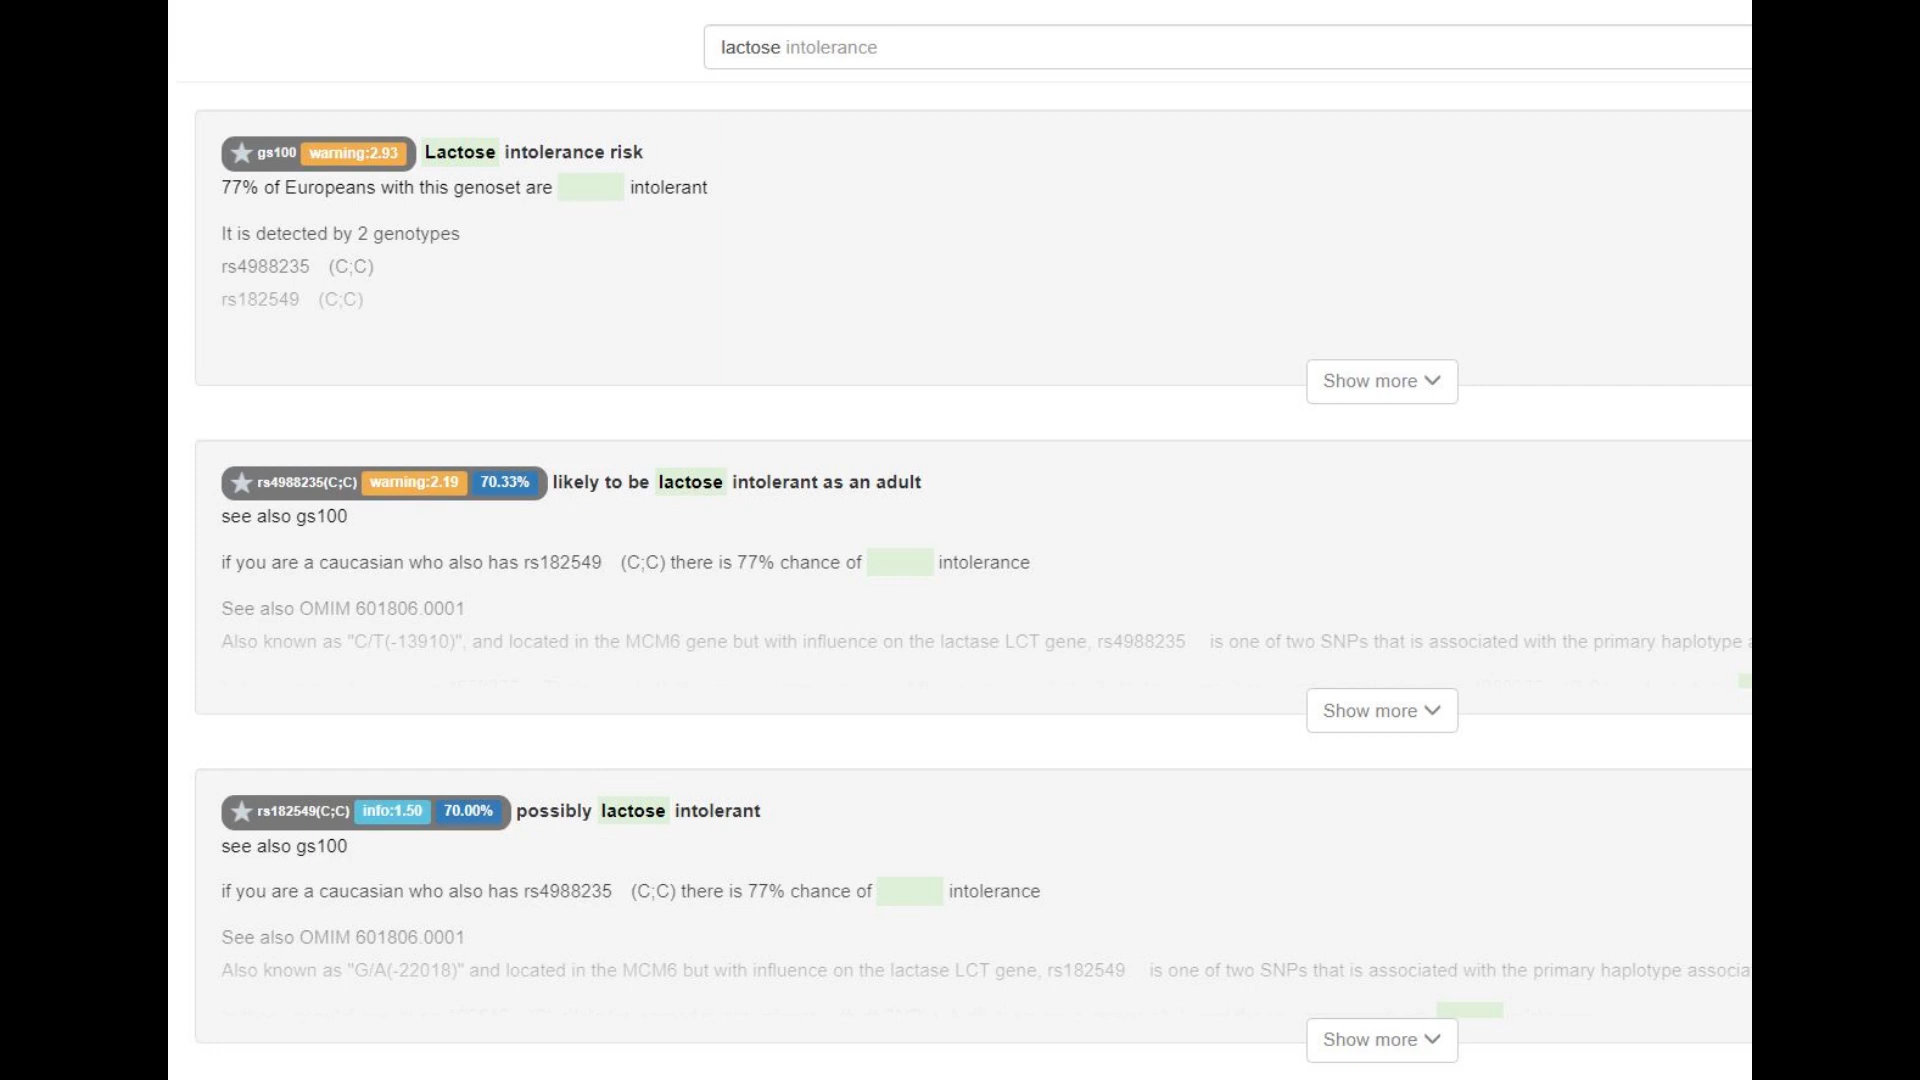 lactose intolerance
gs100 warning:2.93 Lactose intolerance risk
77% of Europeans with this genoset are intolerant
It is detected by 2 genotypes
rs4988235 (C;C)
rs182549 (C;C)
Show more
rs4988235(C;C) warning:2.19 70.33% likely to be lactose intolerant as an adult
see also gs100
if you are a caucasian who also has rs182549 (C;C) there is 77% chance of intolerance
See also OMIM 601806.0001
Also known as "C/T(-13910)", and located in the MCM6 gene but with influence on the lactase LCT gene, rs4988235 is one of two SNPs that is associated with the primary haplotype
Show more
rs182549(C;C) info:1.50 70.00% possibly lactose intolerant
see also gs100
if you are a caucasian who also has rs4988235 (C;C) there is 77% chance of intolerance
See also OMIM 601806.0001
Also known as "G/A(-22018)" and located in the MCM6 but with influence on the lactase LCT gene, rs182549 is one of two SNPs that is associated with the primary haplotype associa
Show more